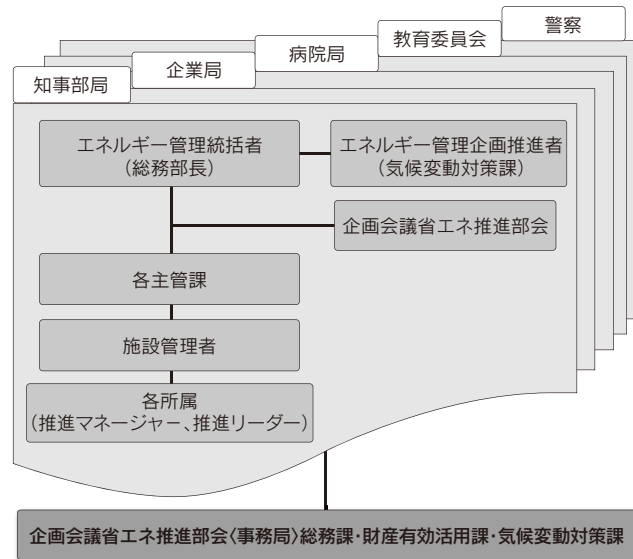 警察
教育委員会
病院局
企業局
知事部局
エネルギー管理統括者
(総務部長)
エネルギー管理企画推進者
(気候変動対策課)
企画会議省エネ推進部会
各主管課
施設管理者
各所属
(推進マネージャー、推進リーダー)
企画会議省エネ推進部会〈事務局〉総務課・財産有効活用課・気候変動対策課